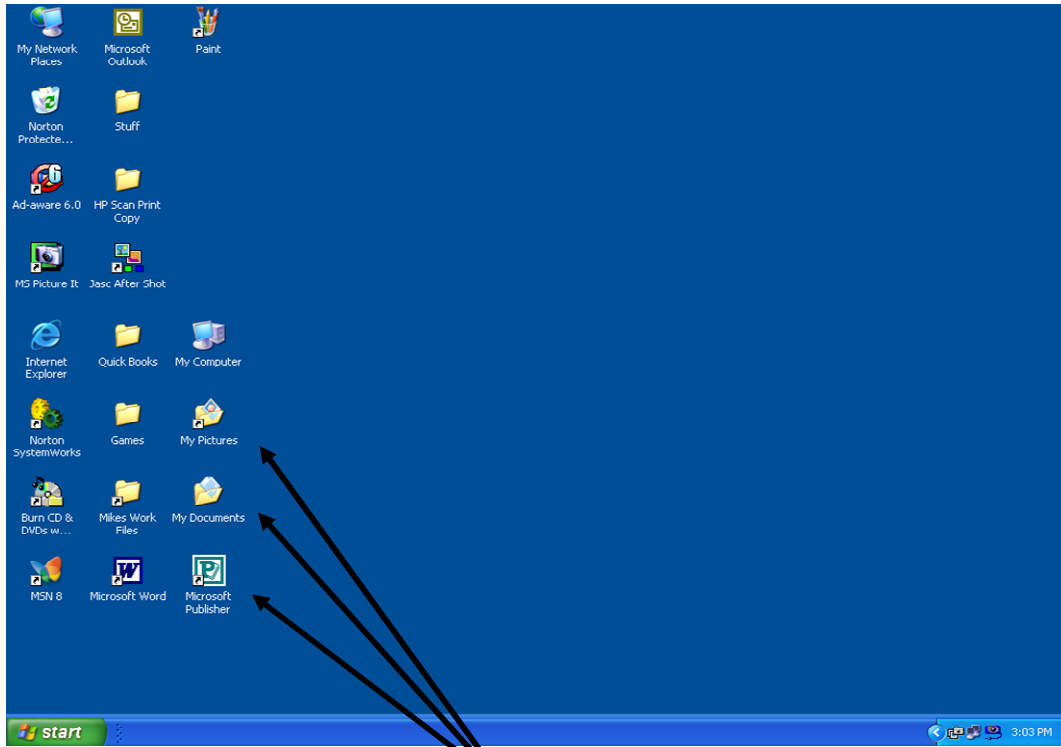 My Network
Places
Microsoft
Outlook
Paint
Norton
Protecte...
Stuff
Ad-aware 6.0
HP Scan Print
Copy
MS Picture It
Jasc After Shot
Internet
Explorer
Quick Books
My Computer
Norton
SystemWorks
Games
My Pictures
Burn CD &
DVDs w...
Mikes Work
Files
My Documents
MSN 8
Microsoft Word
Microsoft
Publisher
start
3:03 PM